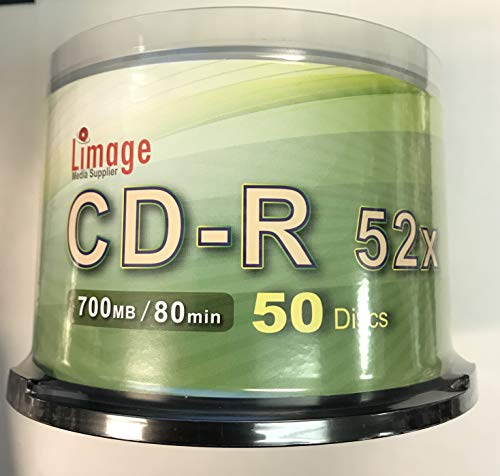 Limage
Media Supplier
CD-R 52x
700MB/80min 50 Discs